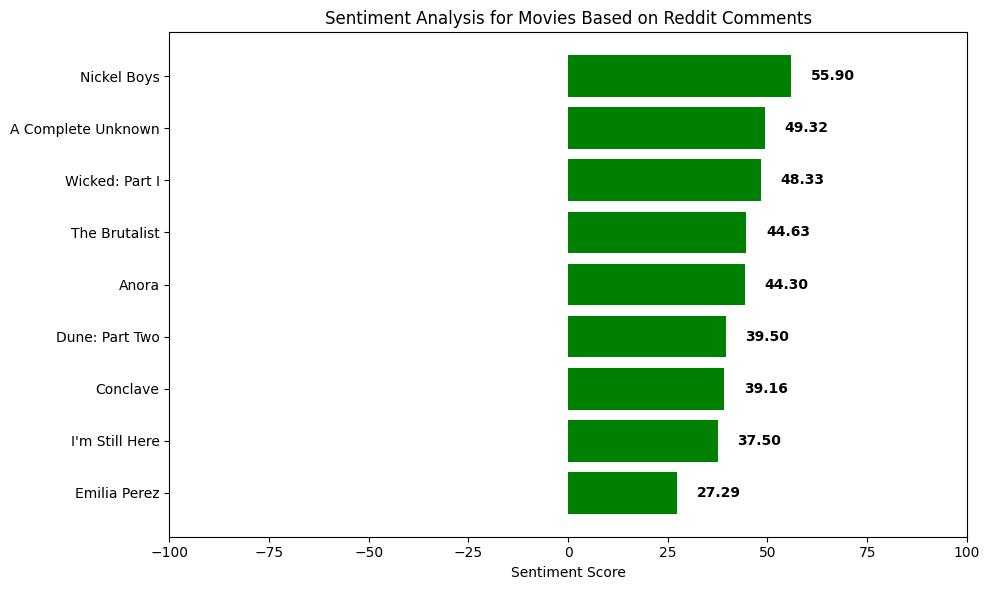 Sentiment Analysis for Movies Based on Reddit Comments
Nickel Boys 55.90
A Complete Unknown 49.32
Wicked: Part I 48.33
The Brutalist 44.63
Anora 44.30
Dune: Part Two 39.50
Conclave 39.16
I'm Still Here 37.50
Emilia Perez 27.29
−100 −75 −50 −25 0 25 50 75 100
Sentiment Score